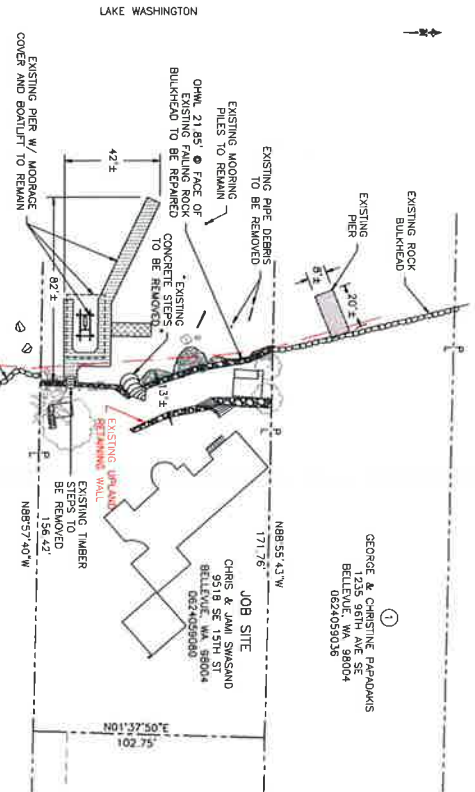 LAKE WASHINGTON
EXISTING PIER W/ MOORAGE
COVER AND BOATLIFT TO REMAIN
42'±
82'±
OHWL 21.85' @ FACE OF
EXISTING FAILING ROCK
BULKHEAD TO BE REPAIRED
EXISTING MOORING
PILES TO REMAIN
EXISTING PIPE DEBRIS
TO BE REMOVED
EXISTING
PIER
EXISTING ROCK
BULKHEAD
8'±
20'±
EXISTING
CONCRETE STEPS
TO BE REMOVED
13'±
EXISTING UPLAND
RETAINING WALL
EXISTING TIMBER
STEPS TO
BE REMOVED
P
L
P
L
P
L
N88°57'40"W
156.42'
N88°55'43"W
171.76'
N01°37'50"E
102.75'
JOB SITE
CHRIS & JAMI SWASAND
9518 SE 15TH ST
BELLEVUE, WA 98004
0624059080
1
GEORGE & CHRISTINE PAPADAKIS
1235 96TH AVE SE
BELLEVUE, WA 98004
0624059036